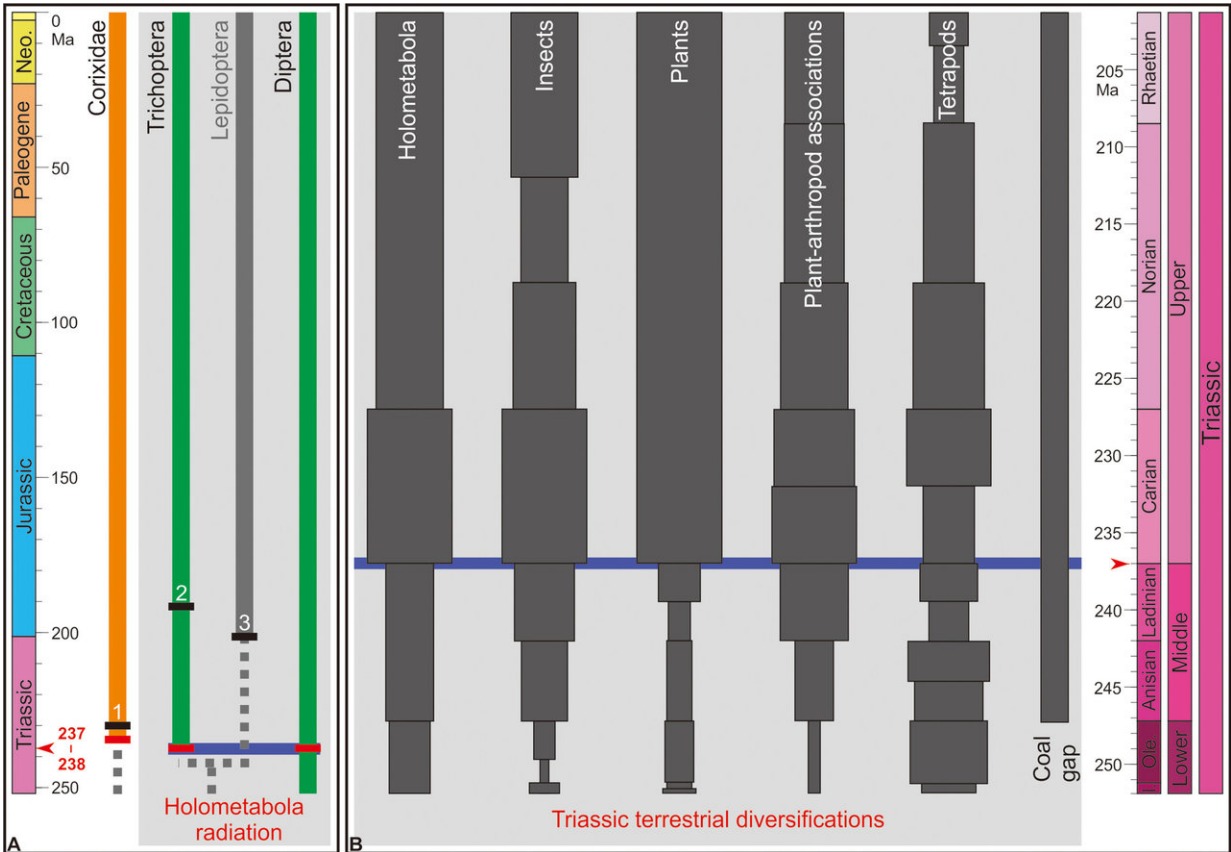 0
Ma
50
100
150
200
250
Neo.
Paleogene
Cretaceous
Jurassic
Triassic
237
238
Corixidae
Trichoptera
Lepidoptera
Diptera
1
2
3
Holometabola
radiation
A
Holometabola
Insects
Plants
Plant-arthropod associations
Tetrapods
Coal
gap
Triassic terrestrial diversifications
B
205
Ma
210
215
220
225
230
235
240
245
250
Rhaetian
Norian
Carian
Ladinian
Anisian
Ole
I
Upper
Middle
Lower
Triassic